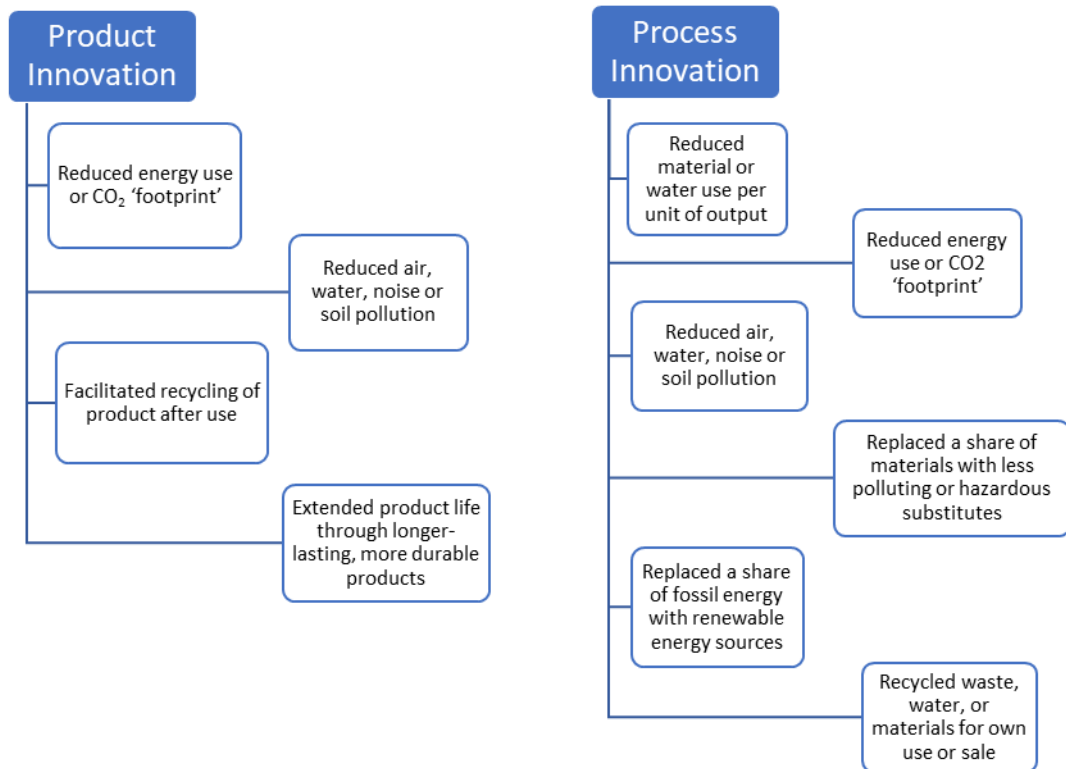 Product
Innovation
Reduced energy use
or CO₂ ‘footprint’
Reduced air,
water, noise or
soil pollution
Facilitated recycling of
product after use
Extended product life
through longer-
lasting, more durable
products
Process
Innovation
Reduced
material or
water use per
unit of output
Reduced energy
use or CO2
‘footprint’
Reduced air,
water, noise or
soil pollution
Replaced a share of
materials with less
polluting or hazardous
substitutes
Replaced a share
of fossil energy
with renewable
energy sources
Recycled waste,
water, or
materials for own
use or sale